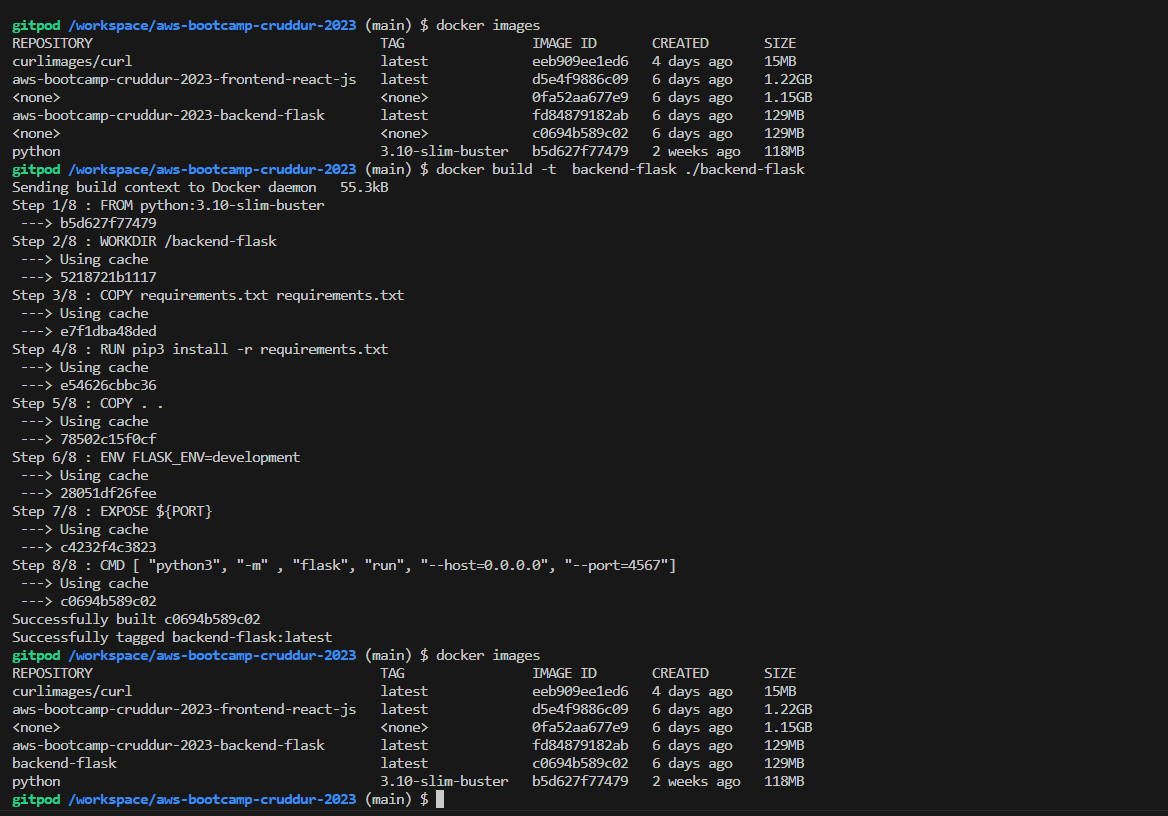 gitpod /workspace/aws-bootcamp-cruddur-2023 (main) $ docker images
REPOSITORY TAG IMAGE ID CREATED SIZE
curlimages/curl latest eeb909ee1ed6 4 days ago 15MB
aws-bootcamp-cruddur-2023-frontend-react-js latest d5e4f9886c09 6 days ago 1.22GB
<none> <none> 0fa52aa677e9 6 days ago 1.15GB
aws-bootcamp-cruddur-2023-backend-flask latest fd84879182ab 6 days ago 129MB
<none> <none> c0694b589c02 6 days ago 129MB
python 3.10-slim-buster b5d627f77479 2 weeks ago 118MB
gitpod /workspace/aws-bootcamp-cruddur-2023 (main) $ docker build -t  backend-flask ./backend-flask
Sending build context to Docker daemon   55.3kB
Step 1/8 : FROM python:3.10-slim-buster
 ---> b5d627f77479
Step 2/8 : WORKDIR /backend-flask
 ---> Using cache
 ---> 5218721b1117
Step 3/8 : COPY requirements.txt requirements.txt
 ---> Using cache
 ---> e7f1dba48ded
Step 4/8 : RUN pip3 install -r requirements.txt
 ---> Using cache
 ---> e54626cbbc36
Step 5/8 : COPY . .
 ---> Using cache
 ---> 78502c15f0cf
Step 6/8 : ENV FLASK_ENV=development
 ---> Using cache
 ---> 28051df26fee
Step 7/8 : EXPOSE ${PORT}
 ---> Using cache
 ---> c4232f4c3823
Step 8/8 : CMD [ "python3", "-m" , "flask", "run", "--host=0.0.0.0", "--port=4567"]
 ---> Using cache
 ---> c0694b589c02
Successfully built c0694b589c02
Successfully tagged backend-flask:latest
gitpod /workspace/aws-bootcamp-cruddur-2023 (main) $ docker images
REPOSITORY TAG IMAGE ID CREATED SIZE
curlimages/curl latest eeb909ee1ed6 4 days ago 15MB
aws-bootcamp-cruddur-2023-frontend-react-js latest d5e4f9886c09 6 days ago 1.22GB
<none> <none> 0fa52aa677e9 6 days ago 1.15GB
aws-bootcamp-cruddur-2023-backend-flask latest fd84879182ab 6 days ago 129MB
backend-flask latest c0694b589c02 6 days ago 129MB
python 3.10-slim-buster b5d627f77479 2 weeks ago 118MB
gitpod /workspace/aws-bootcamp-cruddur-2023 (main) $